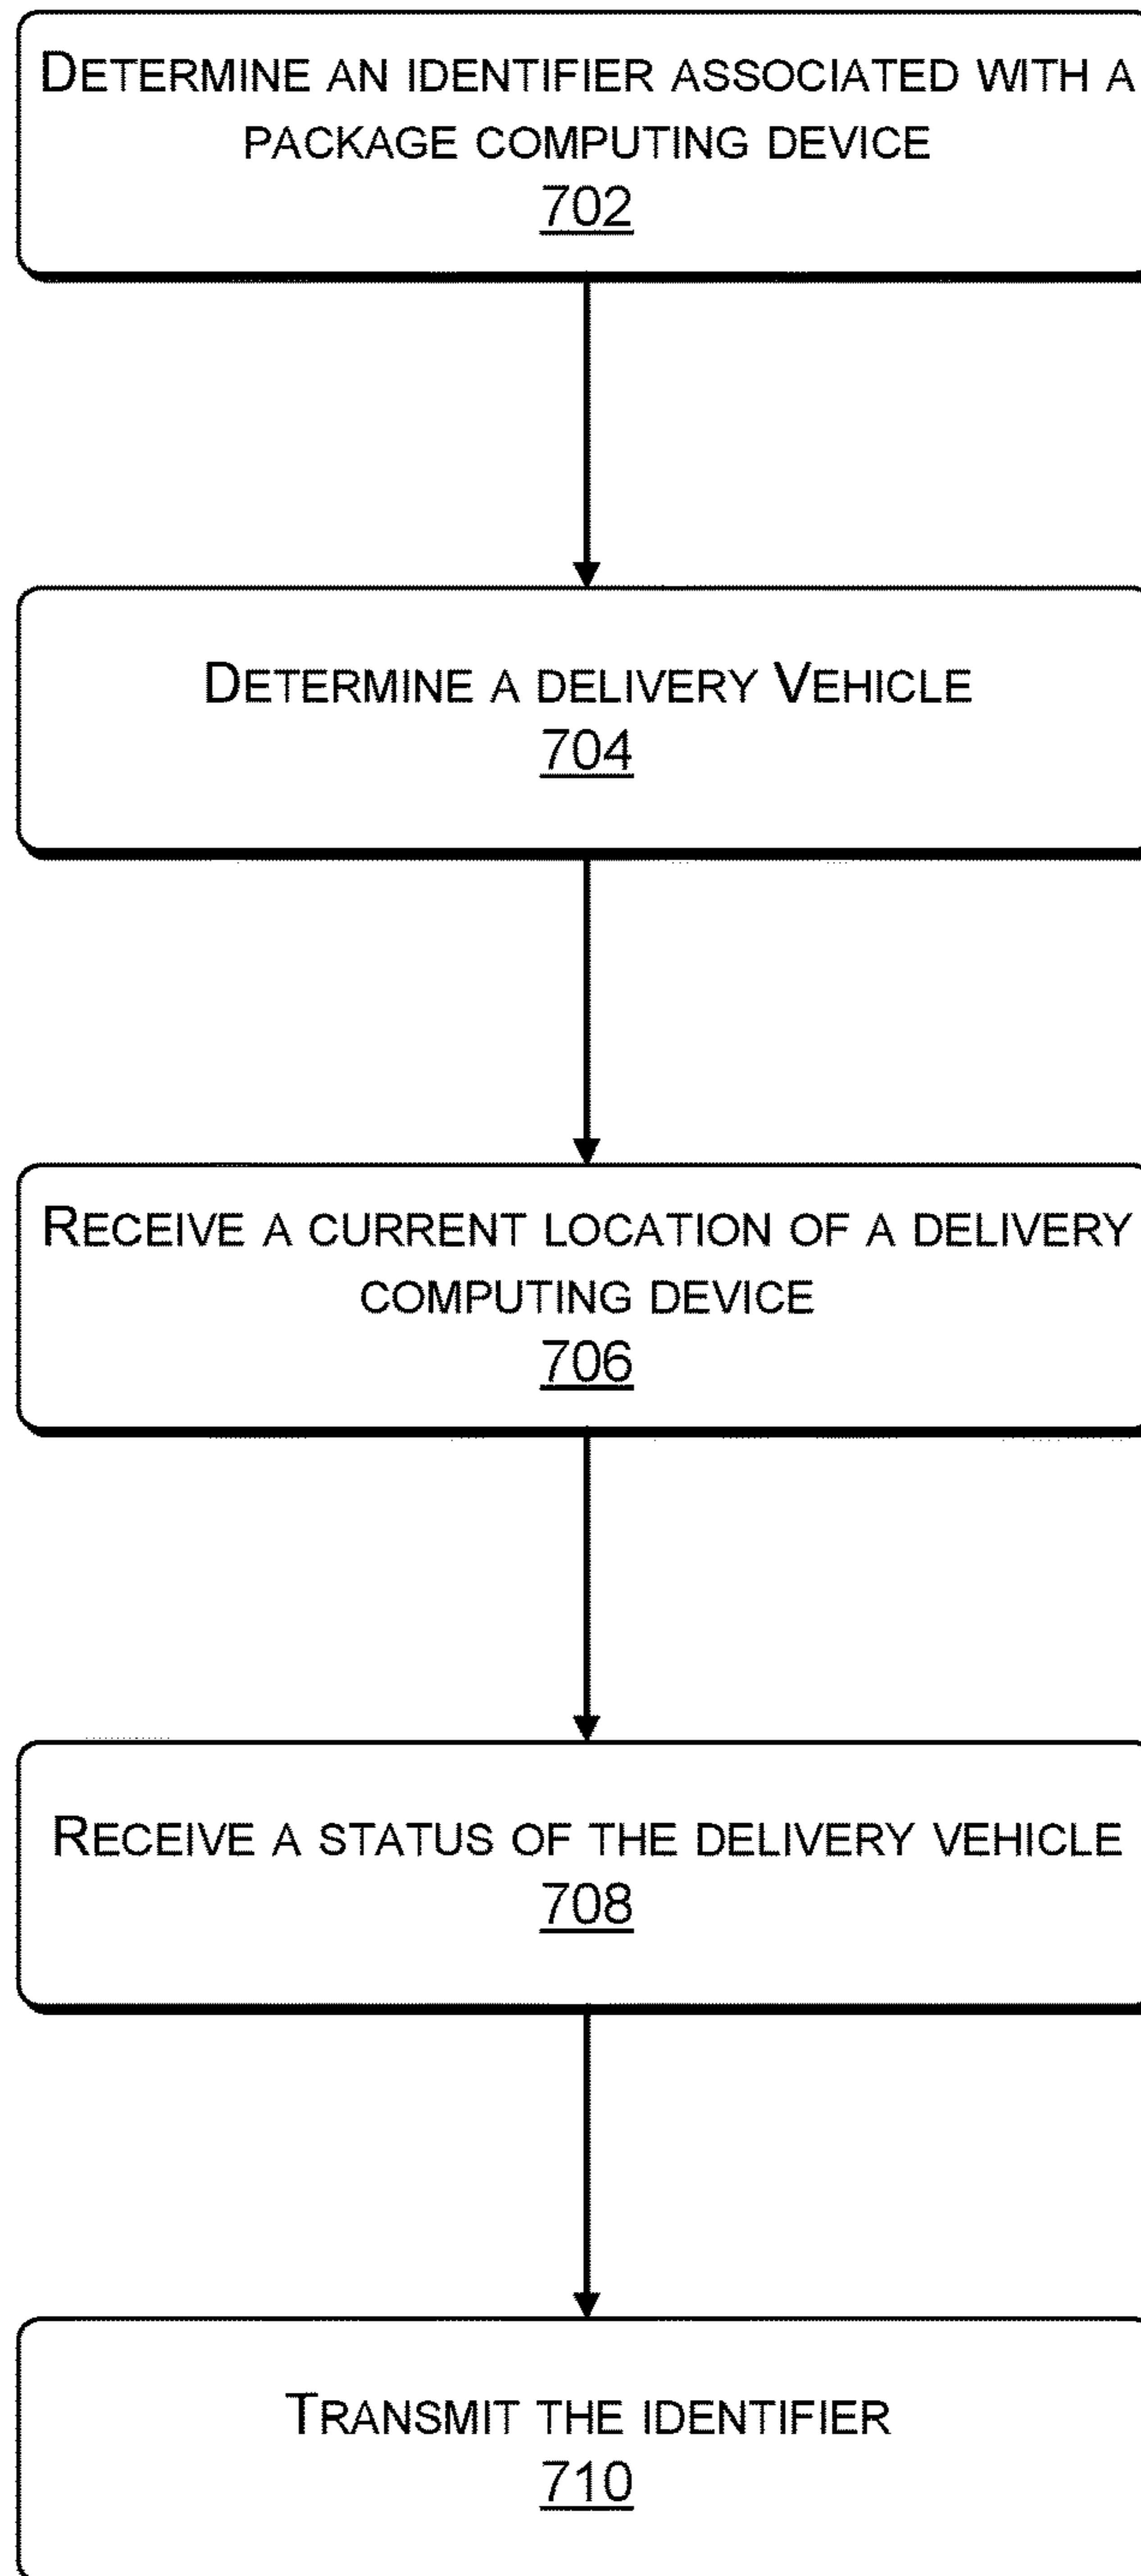 DETERMINE AN IDENTIFIER ASSOCIATED WITH A
PACKAGE COMPUTING DEVICE
702
DETERMINE A DELIVERY VEHICLE
704
RECEIVE A CURRENT LOCATION OF A DELIVERY
COMPUTING DEVICE
706
RECEIVE A STATUS OF THE DELIVERY VEHICLE
708
TRANSMIT THE IDENTIFIER
710